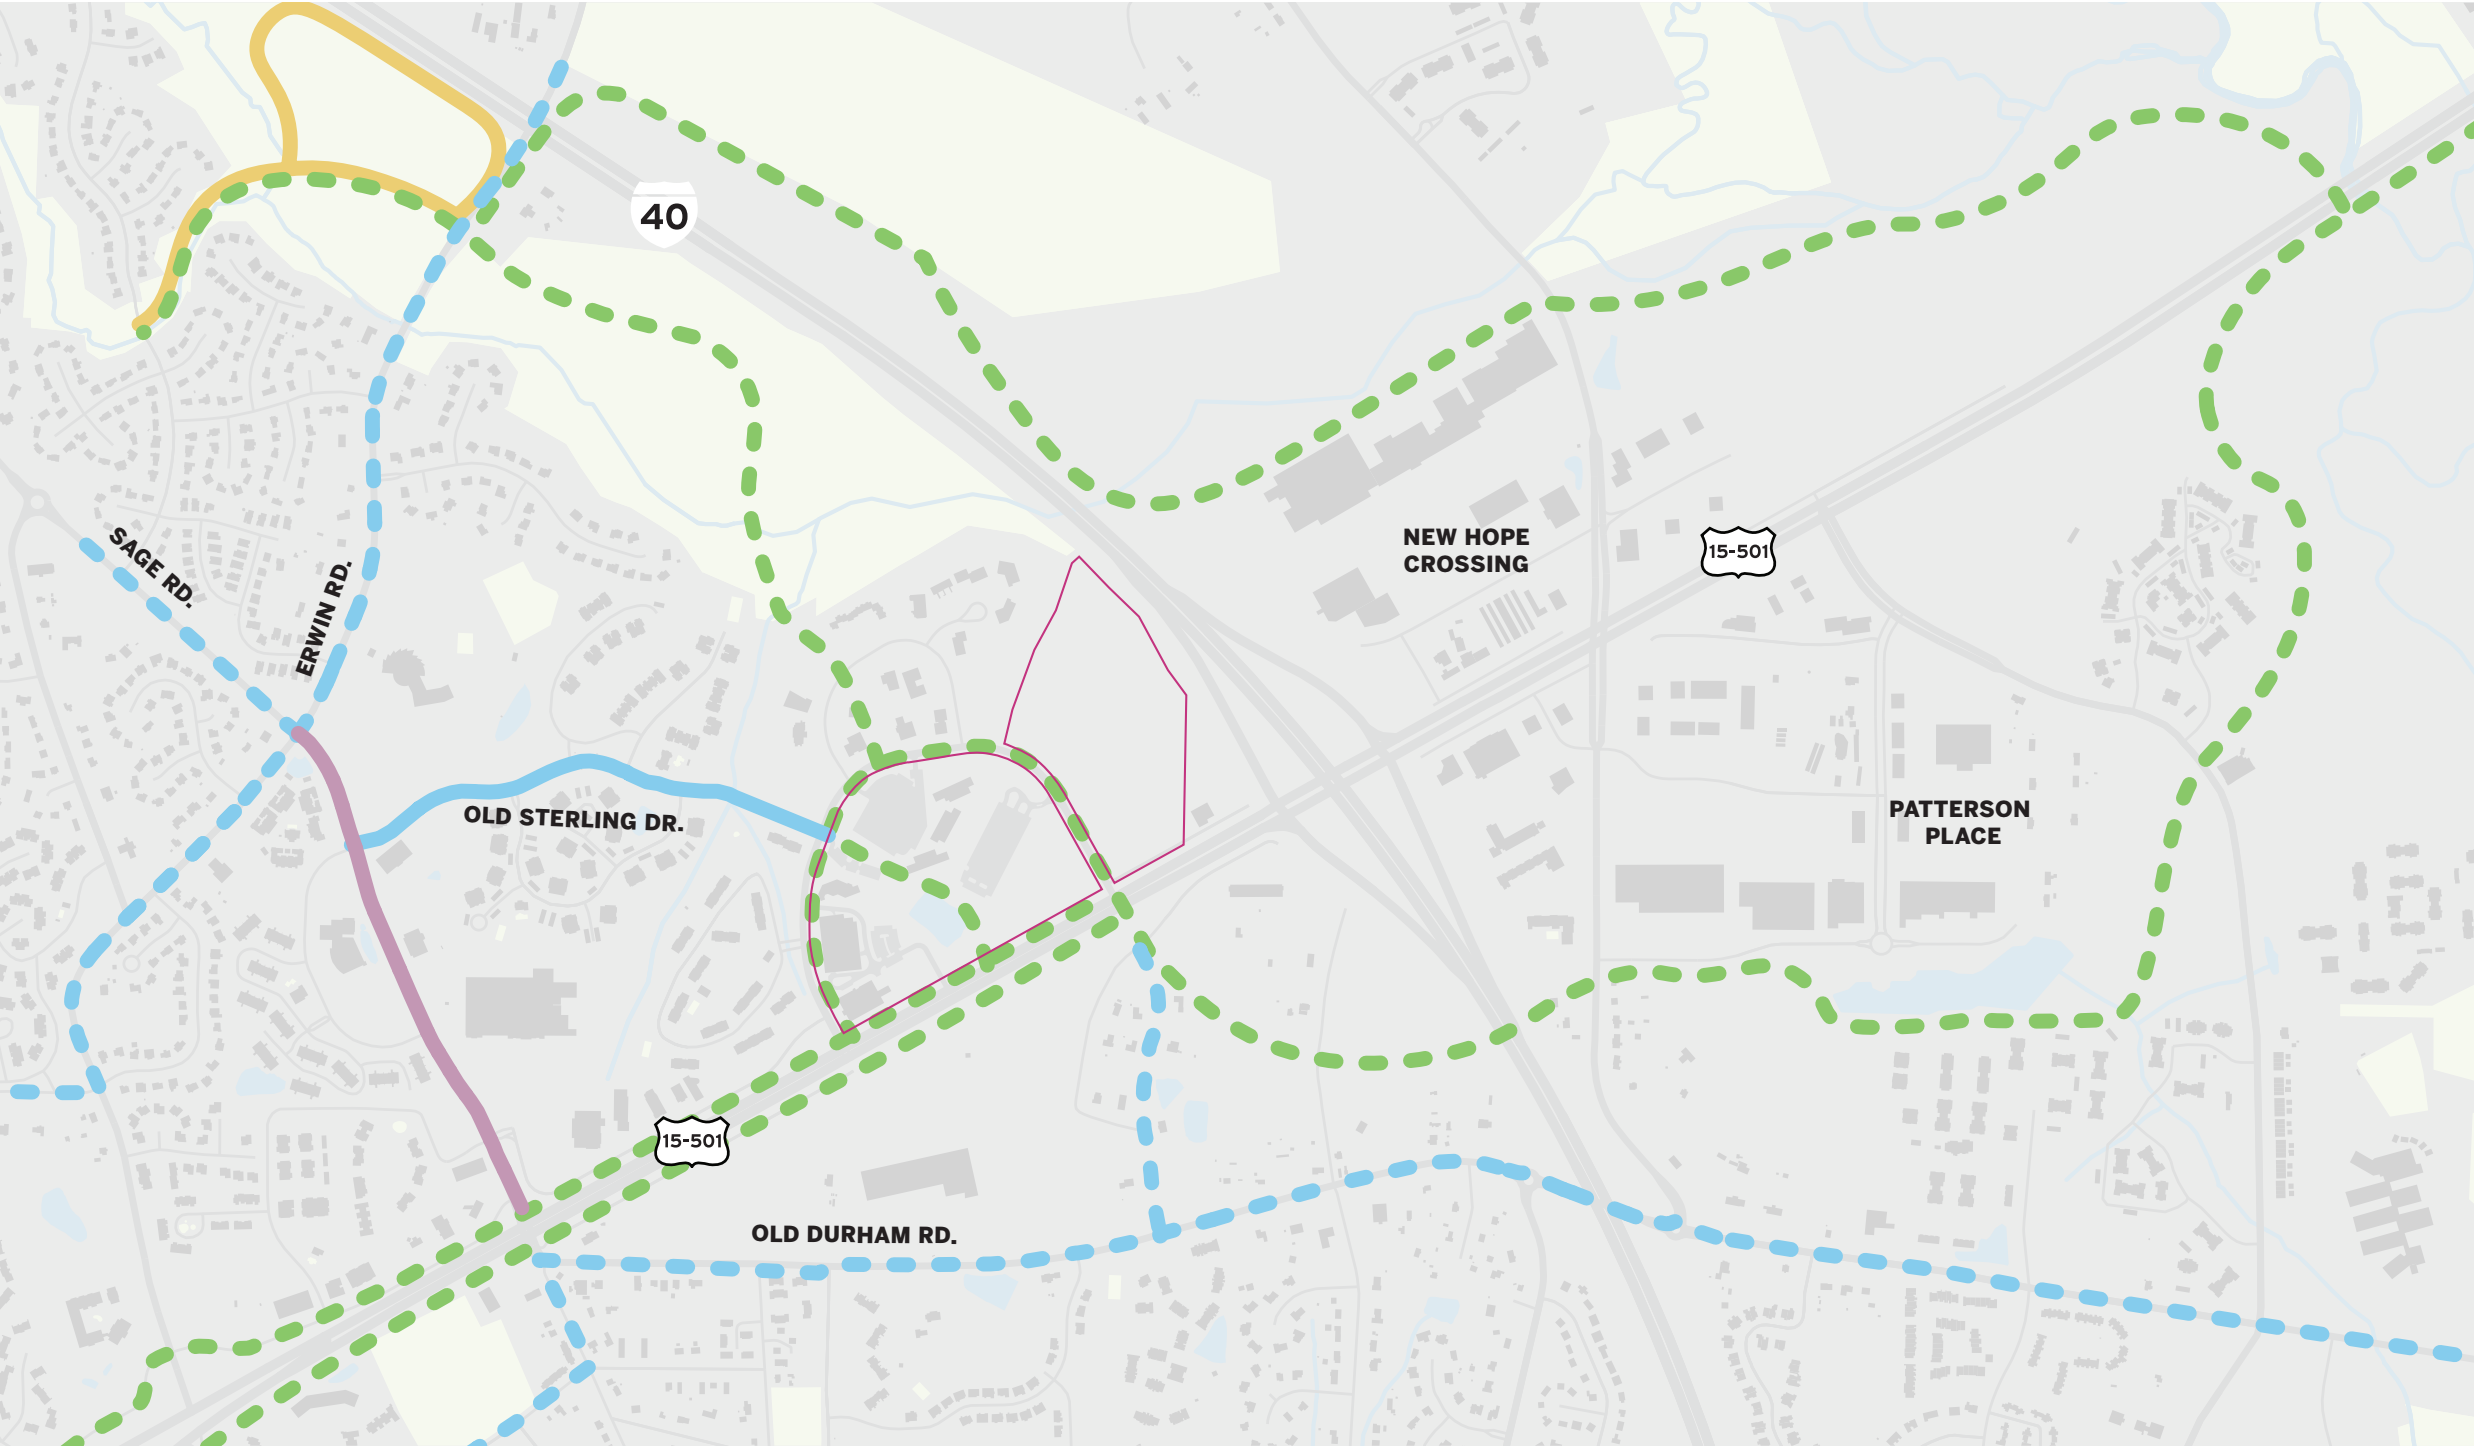 40
NEW HOPE
CROSSING
15-501
SAGE RD.
ERWIN RD.
OLD STERLING DR.
PATTERSON
PLACE
15-501
OLD DURHAM RD.